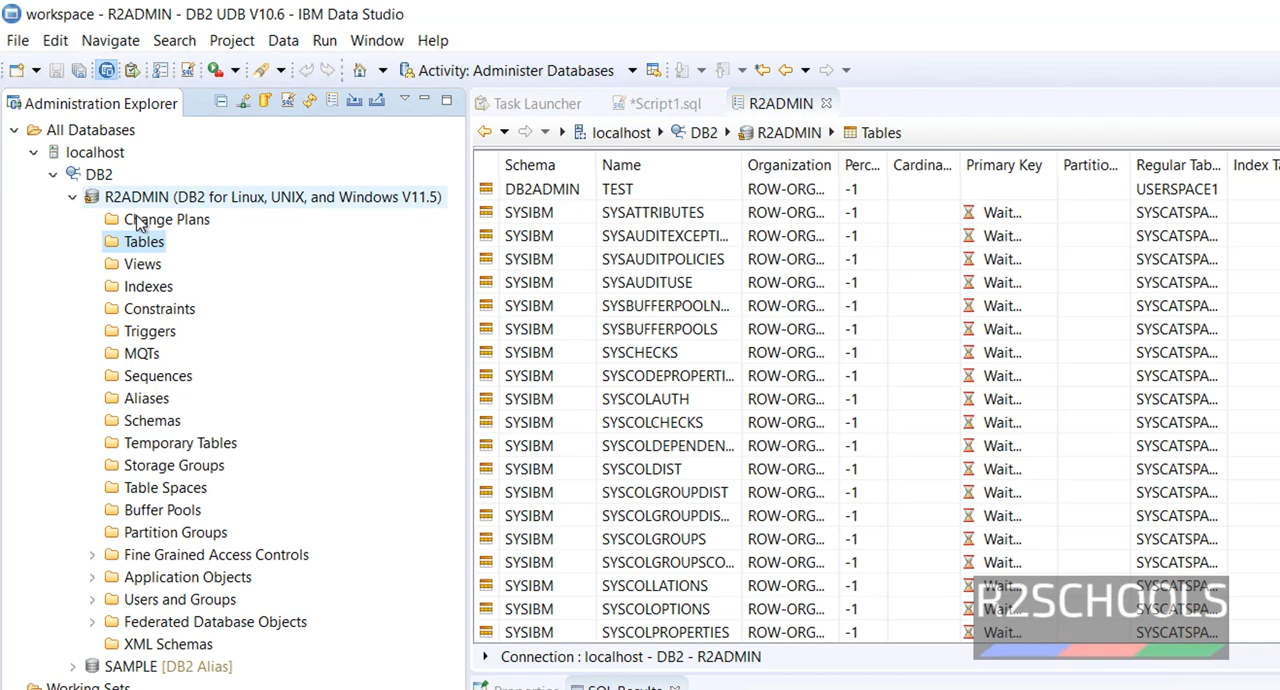 workspace - R2ADMIN - DB2 UDB V10.6 - IBM Data Studio
File Edit Navigate Search Project Data Run Window Help
Activity: Administer Databases
Administration Explorer
All Databases
localhost
DB2
R2ADMIN (DB2 for Linux, UNIX, and Windows V11.5)
Change Plans
Tables
Views
Indexes
Constraints
Triggers
MQTs
Sequences
Aliases
Schemas
Temporary Tables
Storage Groups
Table Spaces
Buffer Pools
Partition Groups
Fine Grained Access Controls
Application Objects
Users and Groups
Federated Database Objects
XML Schemas
SAMPLE [DB2 Alias]
Working Sets
Task Launcher *Script1.sql R2ADMIN
localhost DB2 R2ADMIN Tables
Schema Name Organization Perc... Cardina... Primary Key Partitio... Regular Tab... Index T
DB2ADMIN TEST ROW-ORG... -1 USERSPACE1
SYSIBM SYSATTRIBUTES ROW-ORG... -1 Wait... SYSCATSPA...
SYSIBM SYSAUDITEXCEPTI... ROW-ORG... -1 Wait... SYSCATSPA...
SYSIBM SYSAUDITPOLICIES ROW-ORG... -1 Wait... SYSCATSPA...
SYSIBM SYSAUDITUSE ROW-ORG... -1 Wait... SYSCATSPA...
SYSIBM SYSBUFFERPOOLN... ROW-ORG... -1 Wait... SYSCATSPA...
SYSIBM SYSBUFFERPOOLS ROW-ORG... -1 Wait... SYSCATSPA...
SYSIBM SYSCHECKS ROW-ORG... -1 Wait... SYSCATSPA...
SYSIBM SYSCODEPROPERTI... ROW-ORG... -1 Wait... SYSCATSPA...
SYSIBM SYSCOLAUTH ROW-ORG... -1 Wait... SYSCATSPA...
SYSIBM SYSCOLCHECKS ROW-ORG... -1 Wait... SYSCATSPA...
SYSIBM SYSCOLDEPENDEN... ROW-ORG... -1 Wait... SYSCATSPA...
SYSIBM SYSCOLDIST ROW-ORG... -1 Wait... SYSCATSPA...
SYSIBM SYSCOLGROUPDIST ROW-ORG... -1 Wait... SYSCATSPA...
SYSIBM SYSCOLGROUPDIS... ROW-ORG... -1 Wait... SYSCATSPA...
SYSIBM SYSCOLGROUPS ROW-ORG... -1 Wait... SYSCATSPA...
SYSIBM SYSCOLGROUPSCO... ROW-ORG... -1 Wait... SYSCATSPA...
SYSIBM SYSCOLLATIONS ROW-ORG... -1 Wait... SYSCATSPA...
SYSIBM SYSCOLOPTIONS ROW-ORG... -1 Wait... SYSCATSPA...
SYSIBM SYSCOLPROPERTIES ROW-ORG... -1 Wait... SYSCATSPA...
R2SCHOOLS
Connection : localhost - DB2 - R2ADMIN
Properties SQL Results